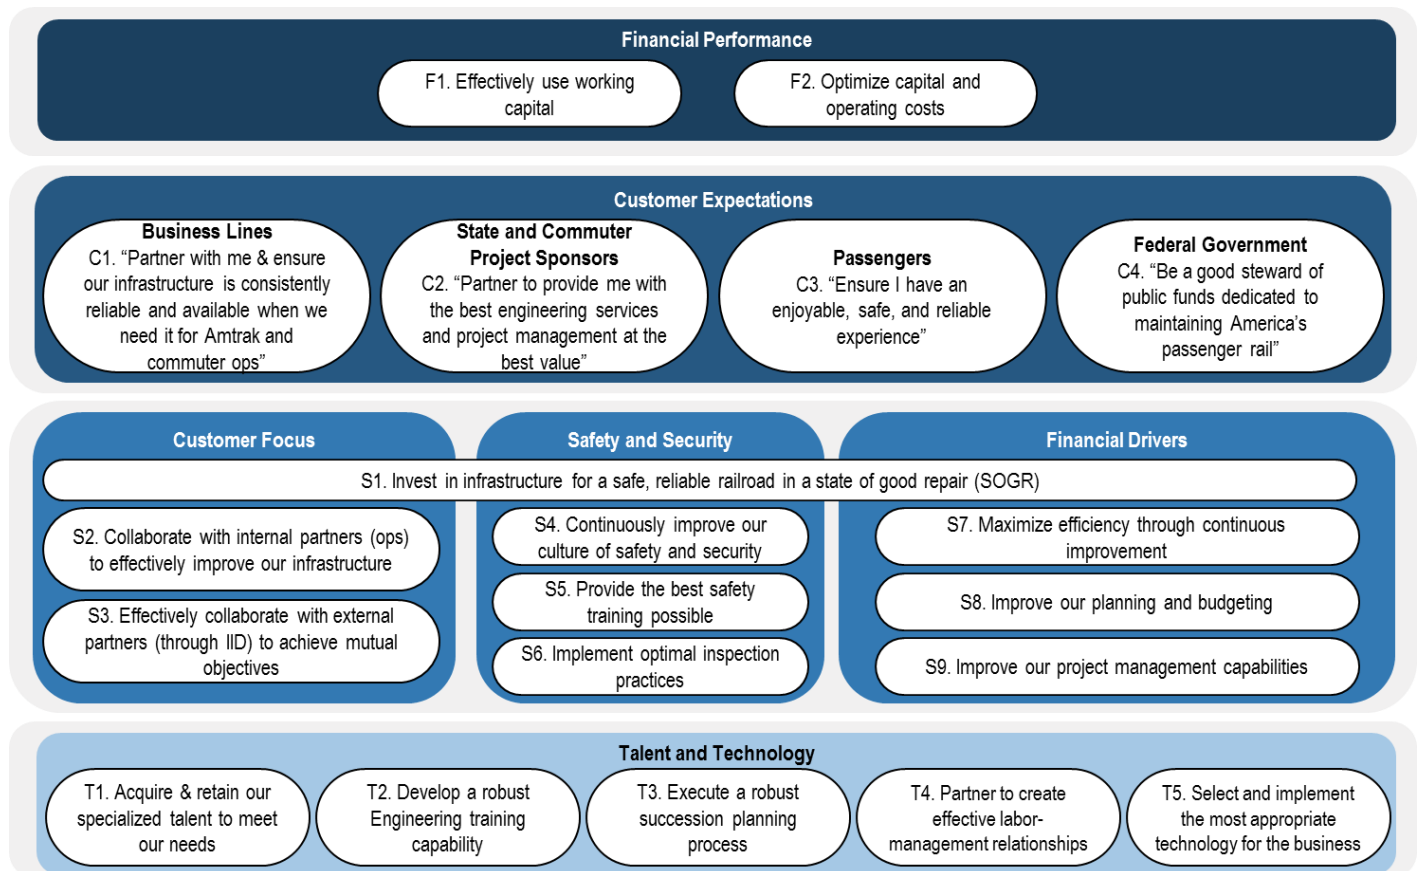 Financial Performance
F1. Effectively use working
capital
F2. Optimize capital and
operating costs
Customer Expectations
Business Lines
C1. “Partner with me & ensure
our infrastructure is consistently
reliable and available when we
need it for Amtrak and
commuter ops”
State and Commuter
Project Sponsors
C2. “Partner to provide me with
the best engineering services
and project management at the
best value”
Passengers
C3. “Ensure I have an
enjoyable, safe, and reliable
experience”
Federal Government
C4. “Be a good steward of
public funds dedicated to
maintaining America’s
passenger rail”
Customer Focus
Safety and Security
Financial Drivers
S1. Invest in infrastructure for a safe, reliable railroad in a state of good repair (SOGR)
S2. Collaborate with internal partners (ops)
to effectively improve our infrastructure
S3. Effectively collaborate with external
partners (through IID) to achieve mutual
objectives
S4. Continuously improve our
culture of safety and security
S5. Provide the best safety
training possible
S6. Implement optimal inspection
practices
S7. Maximize efficiency through continuous
improvement
S8. Improve our planning and budgeting
S9. Improve our project management capabilities
Talent and Technology
T1. Acquire & retain our
specialized talent to meet
our needs
T2. Develop a robust
Engineering training
capability
T3. Execute a robust
succession planning
process
T4. Partner to create
effective labor-
management relationships
T5. Select and implement
the most appropriate
technology for the business